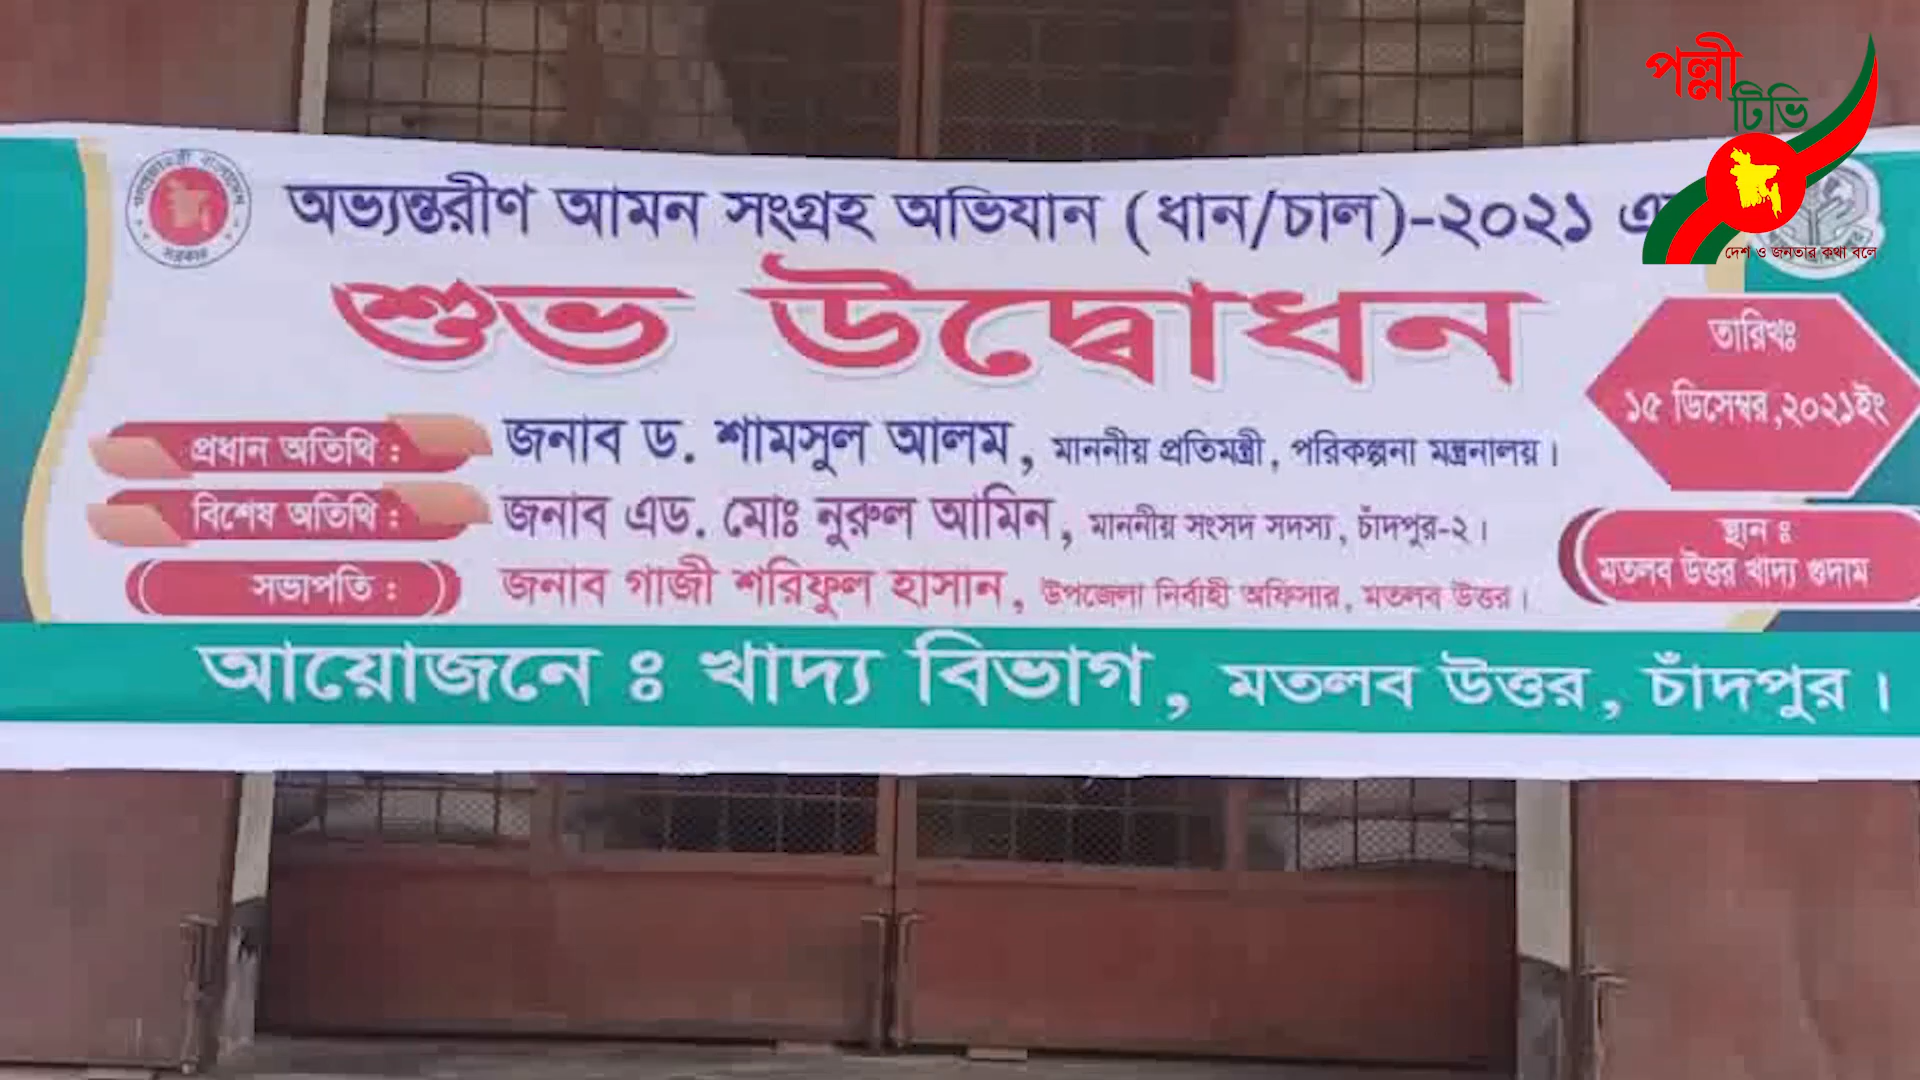 পল্লী
টিভি
দেশ ও জনতার কথা বলে
অভ্যন্তরীণ আমন সংগ্রহ অভিযান (ধান/চাল)-২০২১
শুভ উদ্বোধন
তারিখঃ
১৫ ডিসেম্বর,২০২১ইং
প্রধান অতিথি : জনাব ড. শামসুল আলম, মাননীয় প্রতিমন্ত্রী, পরিকল্পনা মন্ত্রনালয়।
বিশেষ অতিথি : জনাব এড. মোঃ নুরুল আমিন, মাননীয় সংসদ সদস্য, চাঁদপুর-২।
সভাপতি : জনাব গাজী শরিফুল হাসান, উপজেলা নির্বাহী অফিসার, মতলব উত্তর।
স্থান ঃ
মতলব উত্তর খাদ্য গুদাম
আয়োজনে ঃ খাদ্য বিভাগ, মতলব উত্তর, চাঁদপুর।